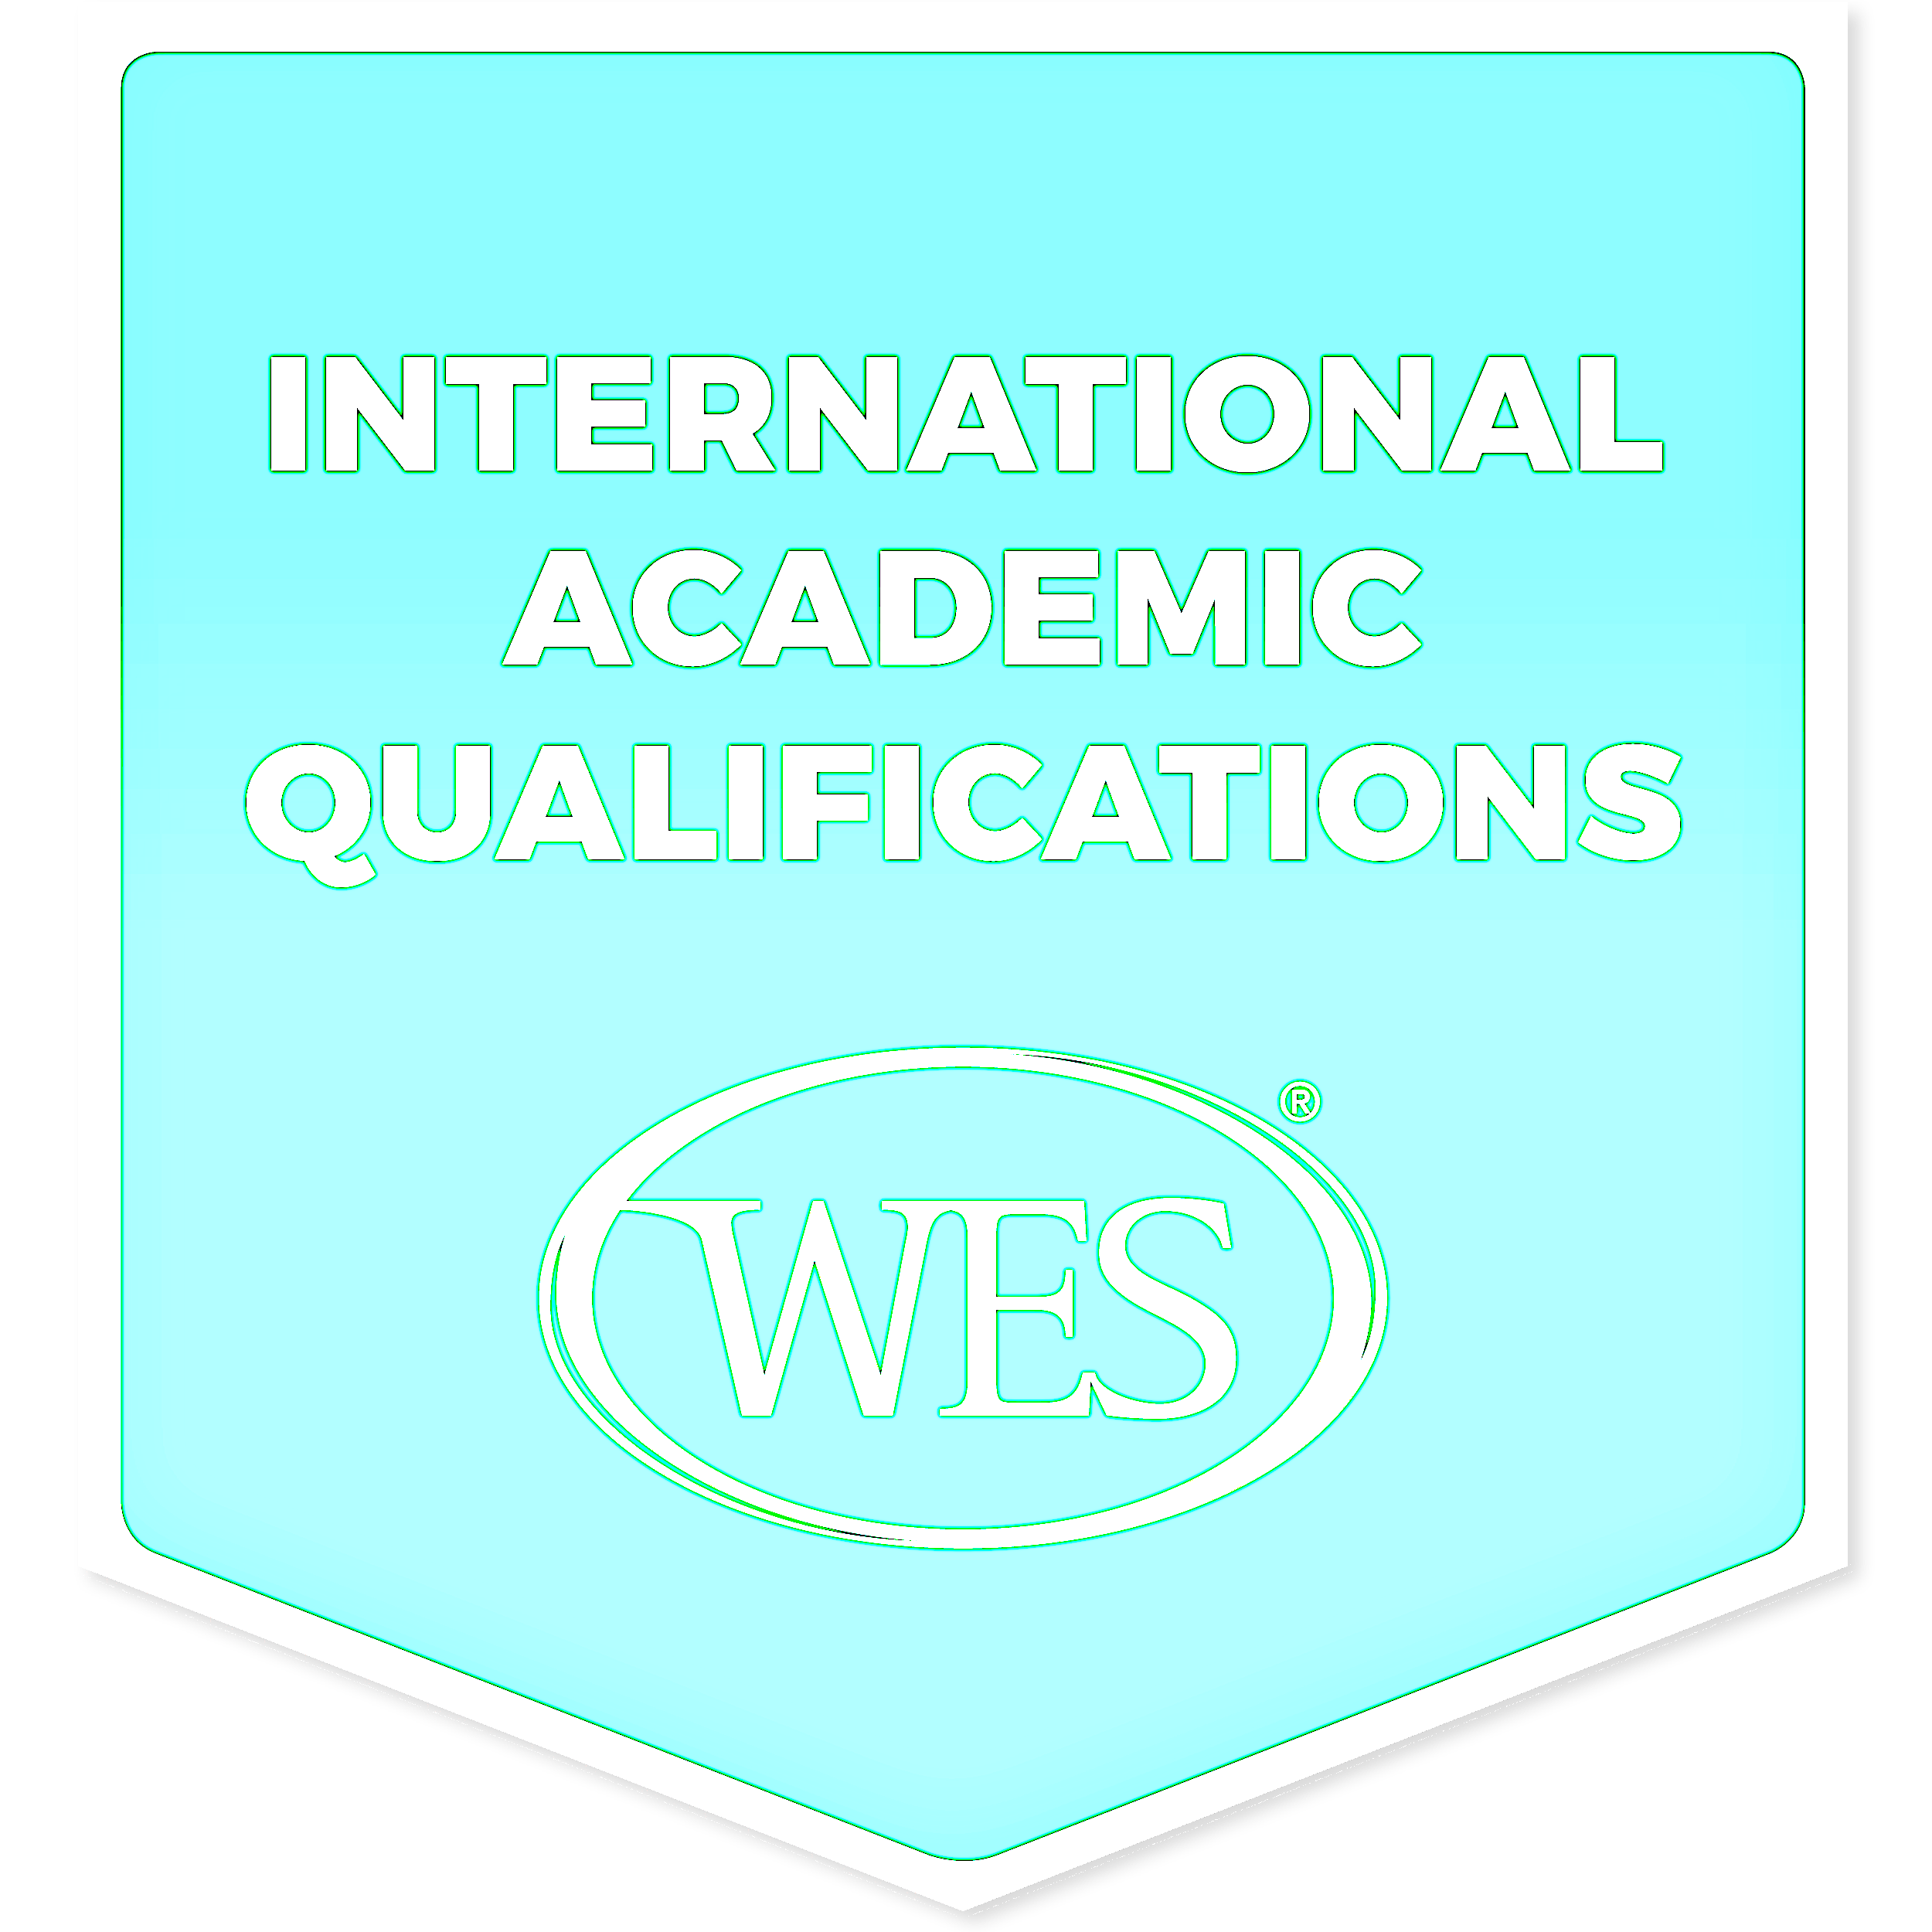 INTERNATIONAL
ACADEMIC
QUALIFICATIONS
®
WES